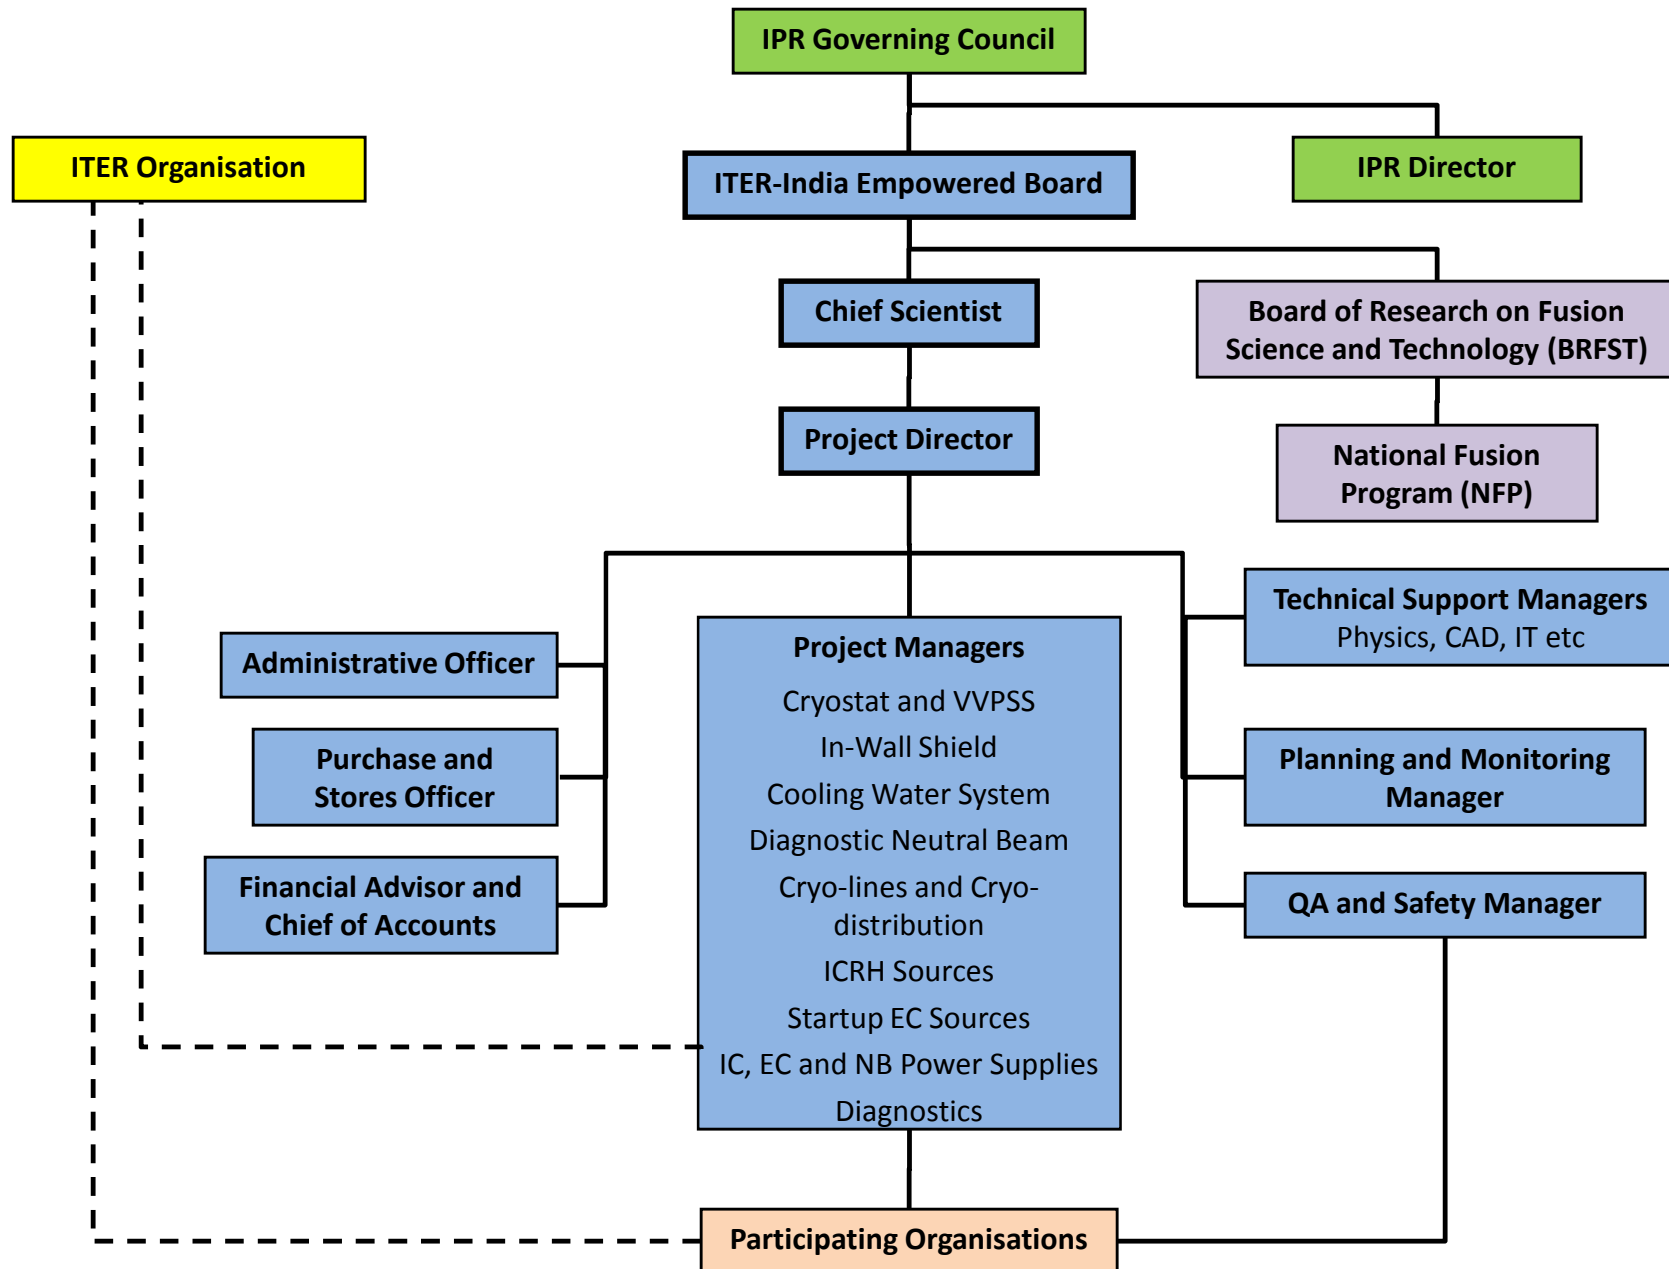 IPR Governing Council
ITER Organisation
ITER-India Empowered Board
IPR Director
Chief Scientist
Board of Research on Fusion
Science and Technology (BRFST)
Project Director
National Fusion
Program (NFP)
Administrative Officer
Purchase and
Stores Officer
Financial Advisor and
Chief of Accounts
Project Managers
Cryostat and VVPSS
In-Wall Shield
Cooling Water System
Diagnostic Neutral Beam
Cryo-lines and Cryo-
distribution
ICRH Sources
Startup EC Sources
IC, EC and NB Power Supplies
Diagnostics
Technical Support Managers
Physics, CAD, IT etc
Planning and Monitoring
Manager
QA and Safety Manager
Participating Organisations